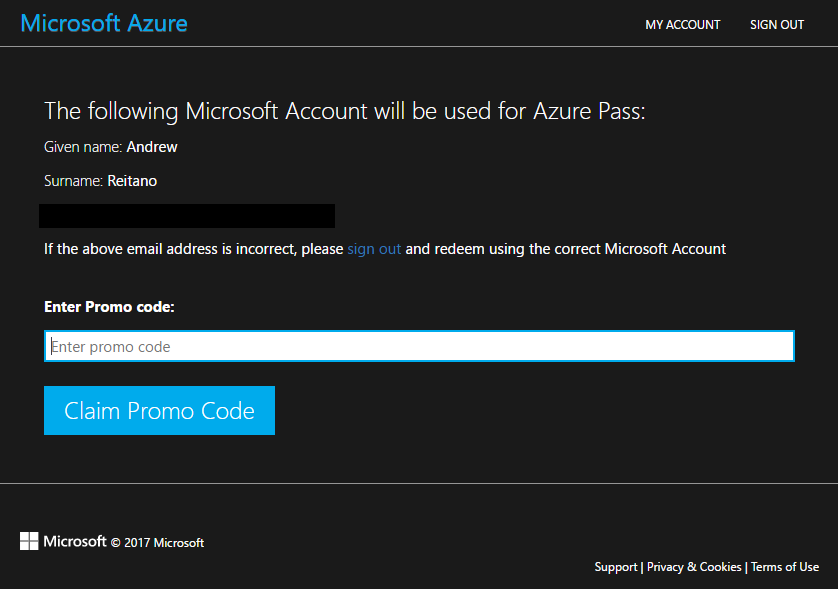 Microsoft Azure
MY ACCOUNT SIGN OUT
The following Microsoft Account will be used for Azure Pass:
Given name: Andrew
Surname: Reitano
If the above email address is incorrect, please sign out and redeem using the correct Microsoft Account
Enter Promo code:
Enter promo code
Claim Promo Code
Microsoft © 2017 Microsoft
Support | Privacy & Cookies | Terms of Use